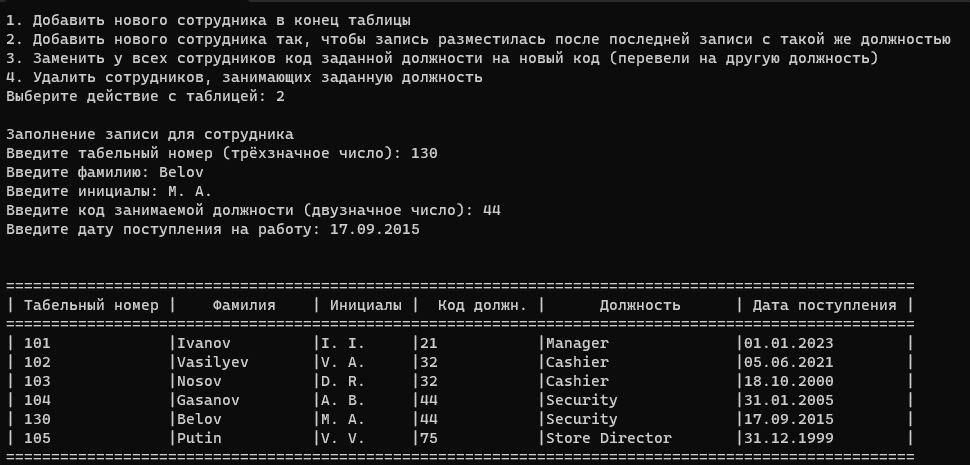 1. Добавить нового сотрудника в конец таблицы
2. Добавить нового сотрудника так, чтобы запись разместилась после последней записи с такой же должностью
3. Заменить у всех сотрудников код заданной должности на новый код (перевели на другую должность)
4. Удалить сотрудников, занимающих заданную должность
Выберите действие с таблицей: 2
Заполнение записи для сотрудника
Введите табельный номер (трёхзначное число): 130
Введите фамилию: Belov
Введите инициалы: M. A.
Введите код занимаемой должности (двузначное число): 44
Введите дату поступления на работу: 17.09.2015
=====================================================================================================
| Табельный номер |    Фамилия    | Инициалы |  Код должн. |      Должность      | Дата поступления |
=====================================================================================================
| 101             |Ivanov         |I. I.     |21           |Manager              |01.01.2023        |
| 102             |Vasilyev       |V. A.     |32           |Cashier              |05.06.2021        |
| 103             |Nosov          |D. R.     |32           |Cashier              |18.10.2000        |
| 104             |Gasanov        |A. B.     |44           |Security             |31.01.2005        |
| 130             |Belov          |M. A.     |44           |Security             |17.09.2015        |
| 105             |Putin          |V. V.     |75           |Store Director       |31.12.1999        |
=====================================================================================================